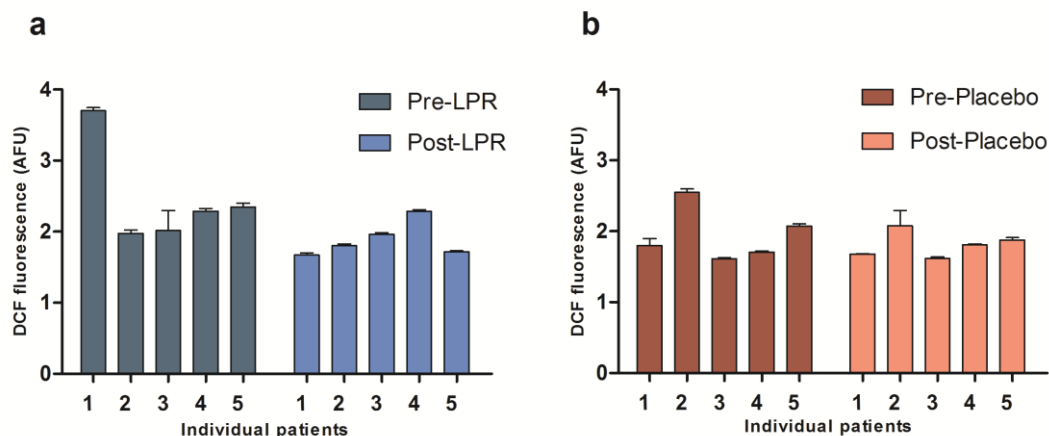 a
4
3
2
1
0
DCF fluorescence (AFU)
Pre-LPR
Post-LPR
1 2 3 4 5 1 2 3 4 5
Individual patients
b
4
3
2
1
0
DCF fluorescence (AFU)
Pre-Placebo
Post-Placebo
1 2 3 4 5 1 2 3 4 5
Individual patients